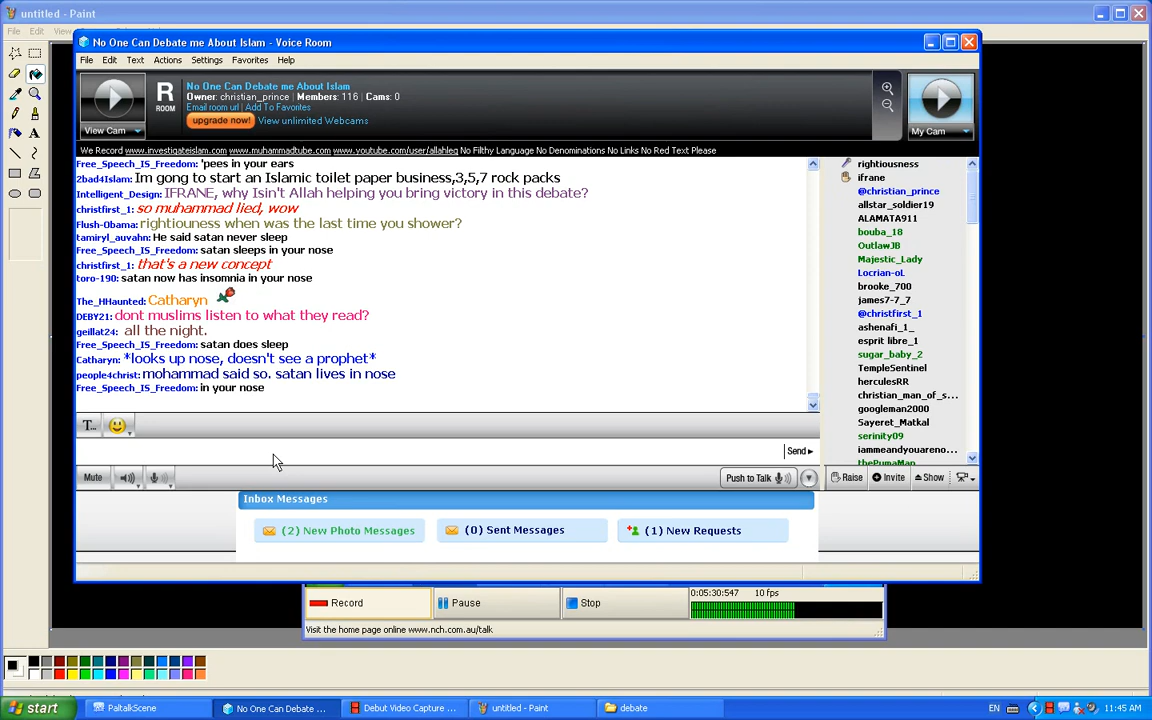 untitled - Paint
File Edit View
No One Can Debate me About Islam - Voice Room
File Edit Text Actions Settings Favorites Help
R
ROOM
No One Can Debate me About Islam
Owner: christian_prince | Members: 116 | Cams: 0
Email room url | Add To Favorites
upgrade now! View unlimited Webcams
View Cam
My Cam
We Record www.investigateislam.com www.muhammadtube.com www.youtube.com/user/allahleq No Filthy Language No Denominations No Links No Red Text Please
Free_Speech_IS_Freedom: 'pees in your ears
2bad4Islam: Im gong to start an Islamic toilet paper business,3,5,7 rock packs
Intelligent_Design: IFRANE, why Isin't Allah helping you bring victory in this debate?
christfirst_1: so muhammad lied, wow
Flush-Obama: rightiouness when was the last time you shower?
tamiryl_auvahn: He said satan never sleep
Free_Speech_IS_Freedom: satan sleeps in your nose
christfirst_1: that's a new concept
toro-190: satan now has insomnia in your nose
The_HHaunted: Catharyn
DEBY21: dont muslims listen to what they read?
geillat24: all the night.
Free_Speech_IS_Freedom: satan does sleep
Catharyn: *looks up nose, doesn't see a prophet*
people4christ: mohammad said so. satan lives in nose
Free_Speech_IS_Freedom: in your nose
rightiousness
ifrane
@christian_prince
allstar_soldier19
ALAMATA911
bouba_18
OutlawJB
Majestic_Lady
Locrian-oL
brooke_700
james7-7_7
@christfirst_1
ashenafi_1_
esprit libre_1
sugar_baby_2
TempleSentinel
herculesRR
christian_man_of_s...
googleman2000
Sayeret_Matkal
serinity09
iammeandyouareno...
thePumaMan
T...
Send
Mute
Push to Talk
Raise Invite Show
Inbox Messages
(2) New Photo Messages
(0) Sent Messages
(1) New Requests
Record Pause Stop
0:05:30:547 10 fps
Visit the home page online www.nch.com.au/talk
start
PaltalkScene
No One Can Debate ...
Debut Video Capture ...
untitled - Paint
debate
EN
11:45 AM